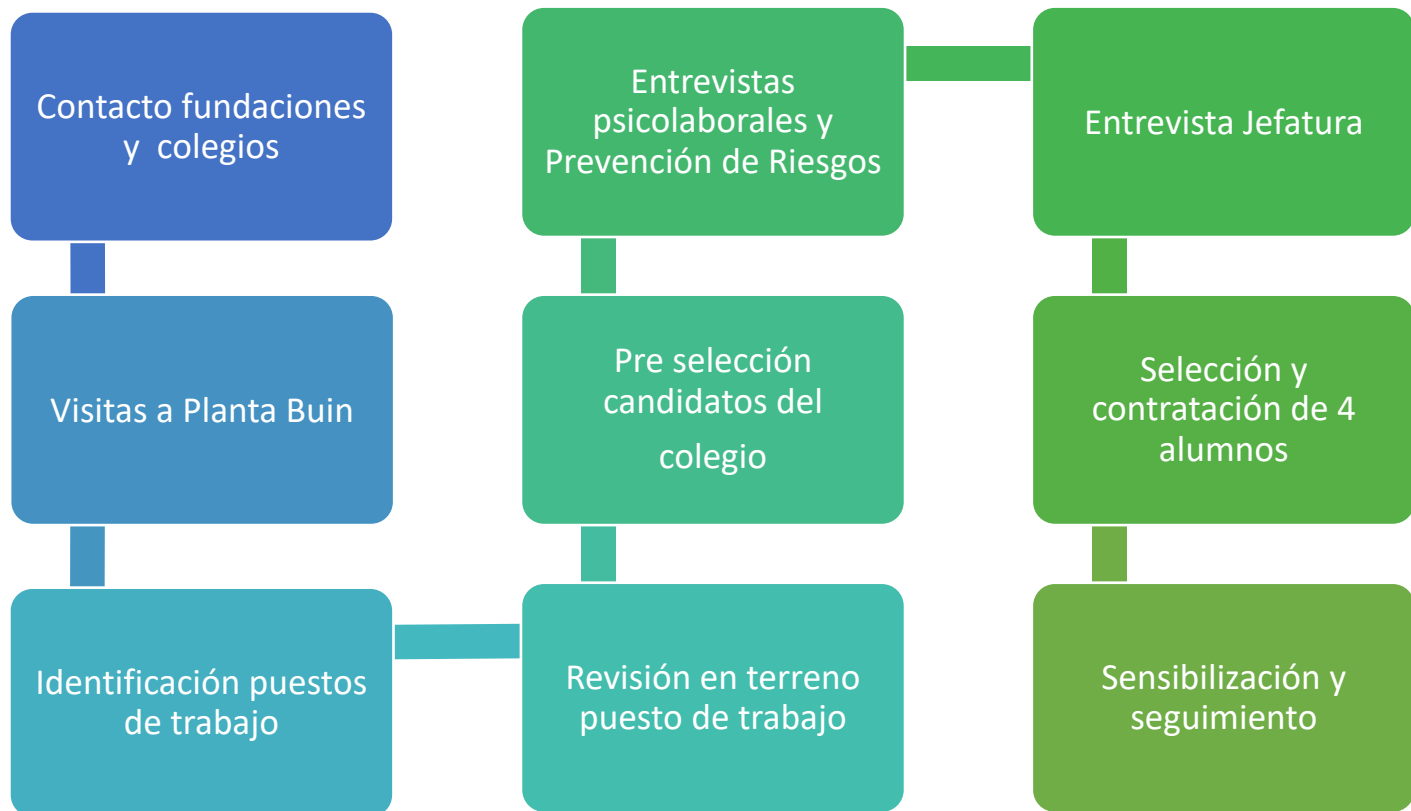 Contacto fundaciones
y colegios
Visitas a Planta Buin
Identificación puestos
de trabajo
Revisión en terreno
puesto de trabajo
Pre selección
candidatos del
colegio
Entrevistas
psicolaborales y
Prevención de Riesgos
Entrevista Jefatura
Selección y
contratación de 4
alumnos
Sensibilización y
seguimiento